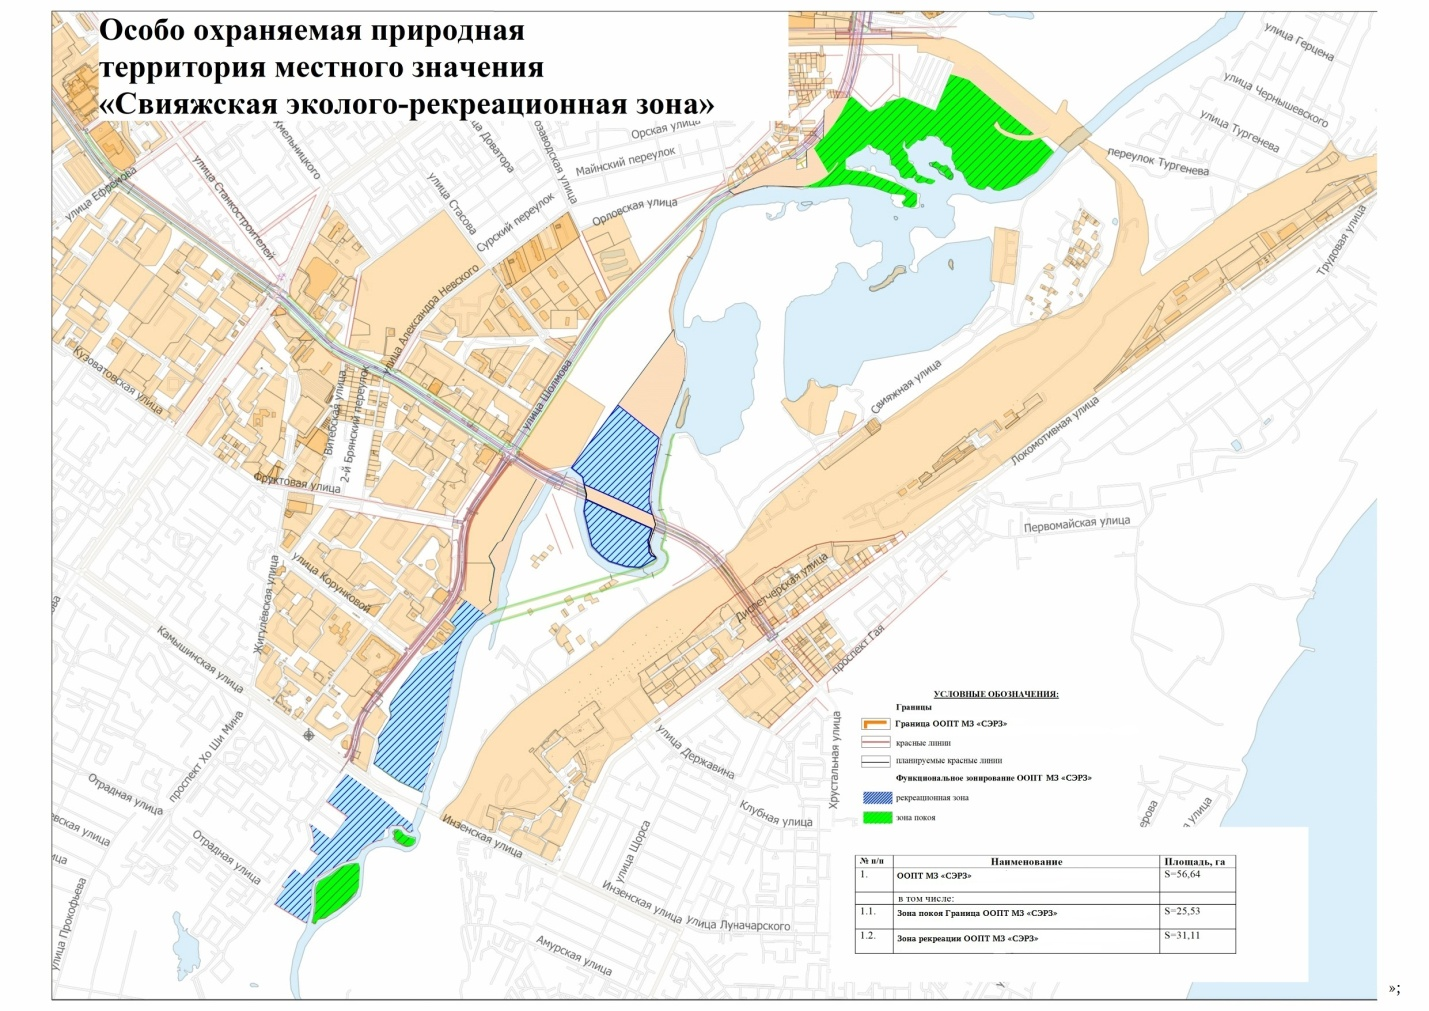 Особо охраняемая природная
территория местного значения
«Свияжская эколого-рекреационная зона»
улица Герцена
улица Чернышевского
улица Тургенева
переулок Тургенева
Трудовая улица
Орская улица
Майнский переулок
Орловская улица
Сурский переулок
улица Стасова
улица Станкостроителей
улица Ефремова
улица Александра Невского
улица Шолмова
Кузоватовская улица
Витебская улица
2-й Брянский переулок
Фруктовая улица
Свияжная улица
Локомотивная улица
Первомайская улица
улица Корунковой
Жигулёвская улица
Диспетчерская улица
проспект Гая
Камышинская улица
проспект Хо Ши Мина
Отрадная улица
Отрадная улица
улица Прокофьева
улица Державина
Хрустальная улица
Клубная улица
Инзенская улица
улица Щорса
Инзенская улица
улица Луначарского
Амурская улица
УСЛОВНЫЕ ОБОЗНАЧЕНИЯ:
Границы
Граница ООПТ МЗ «СЭРЗ»
красные линии
планируемые красные линии
Функциональное зонирование ООПТ МЗ «СЭРЗ»
рекреационная зона
зона покоя
№ п/п Наименование Площадь, га
1. ООПТ МЗ «СЭРЗ» S=56,64
в том числе:
1.1. Зона покоя Граница ООПТ МЗ «СЭРЗ» S=25,53
1.2. Зона рекреации ООПТ МЗ «СЭРЗ» S=31,11
»;